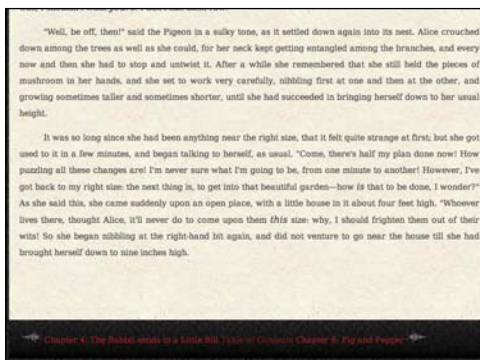 "Well, be off, then!" said the Pigeon in a sulky tone, as it settled down again into its nest. Alice crouched
down among the trees as well as she could, for her neck kept getting entangled among the branches, and every
now and then she had to stop and untwist it. After a while she remembered that she still held the pieces of
mushroom in her hands, and she set to work very carefully, nibbling first at one and then at the other, and
growing sometimes taller and sometimes shorter, until she had succeeded in bringing herself down to her usual
height.
It was so long since she had been anything near the right size, that it felt quite strange at first; but she got
used to it in a few minutes, and began talking to herself, as usual. "Come, there's half my plan done now! How
puzzling all these changes are! I'm never sure what I'm going to be, from one minute to another! However, I've
got back to my right size: the next thing is, to get into that beautiful garden—how is that to be done, I wonder?"
As she said this, she came suddenly upon an open place, with a little house in it about four feet high. "Whoever
lives there, thought Alice, it'll never do to come upon them this size: why, I should frighten them out of their
wits! So she began nibbling at the right-hand bit again, and did not venture to go near the house till she had
brought herself down to nine inches high.
Chapter 4: The Rabbit sends in a Little Bill Table of Contents Chapter 6: Pig and Pepper